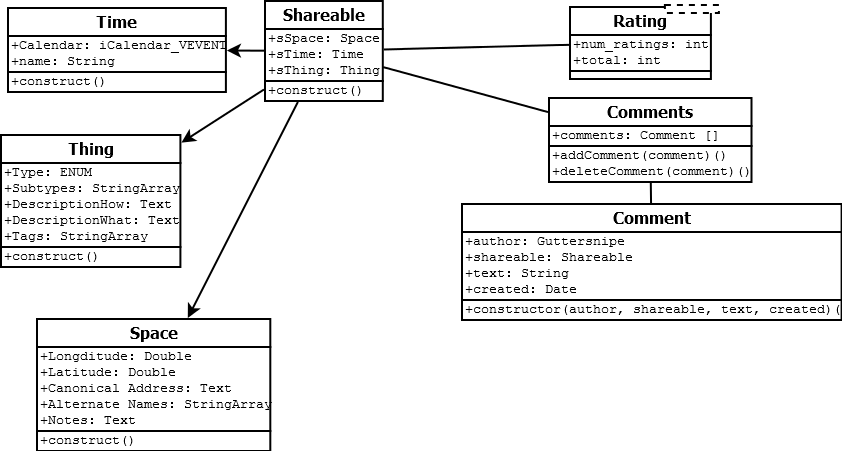 Time
+Calendar: iCalendar_VEVENT
+name: String
+construct()
Shareable
+sSpace: Space
+sTime: Time
+sThing: Thing
+construct()
Rating
+num_ratings: int
+total: int
Comments
+comments: Comment []
+addComment(comment)()
+deleteComment(comment)()
Thing
+Type: ENUM
+Subtypes: StringArray
+DescriptionHow: Text
+DescriptionWhat: Text
+Tags: StringArray
+construct()
Comment
+author: Guttersnipe
+shareable: Shareable
+text: String
+created: Date
+constructor(author, shareable, text, created)(
Space
+Longditude: Double
+Latitude: Double
+Canonical Address: Text
+Alternate Names: StringArray
+Notes: Text
+construct()